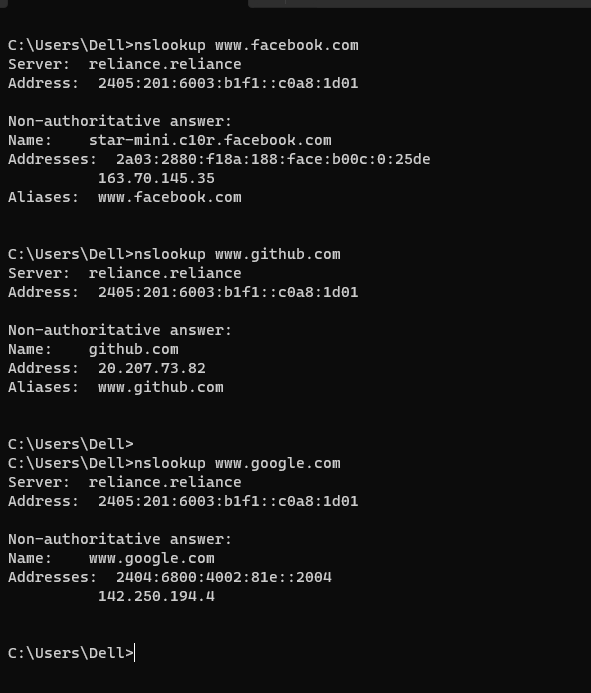 C:\Users\Dell>nslookup www.facebook.com
Server:  reliance.reliance
Address:  2405:201:6003:b1f1::c0a8:1d01
Non-authoritative answer:
Name:    star-mini.c10r.facebook.com
Addresses:  2a03:2880:f18a:188:face:b00c:0:25de
          163.70.145.35
Aliases:  www.facebook.com
C:\Users\Dell>nslookup www.github.com
Server:  reliance.reliance
Address:  2405:201:6003:b1f1::c0a8:1d01
Non-authoritative answer:
Name:    github.com
Address:  20.207.73.82
Aliases:  www.github.com
C:\Users\Dell>
C:\Users\Dell>nslookup www.google.com
Server:  reliance.reliance
Address:  2405:201:6003:b1f1::c0a8:1d01
Non-authoritative answer:
Name:    www.google.com
Addresses:  2404:6800:4002:81e::2004
          142.250.194.4
C:\Users\Dell>